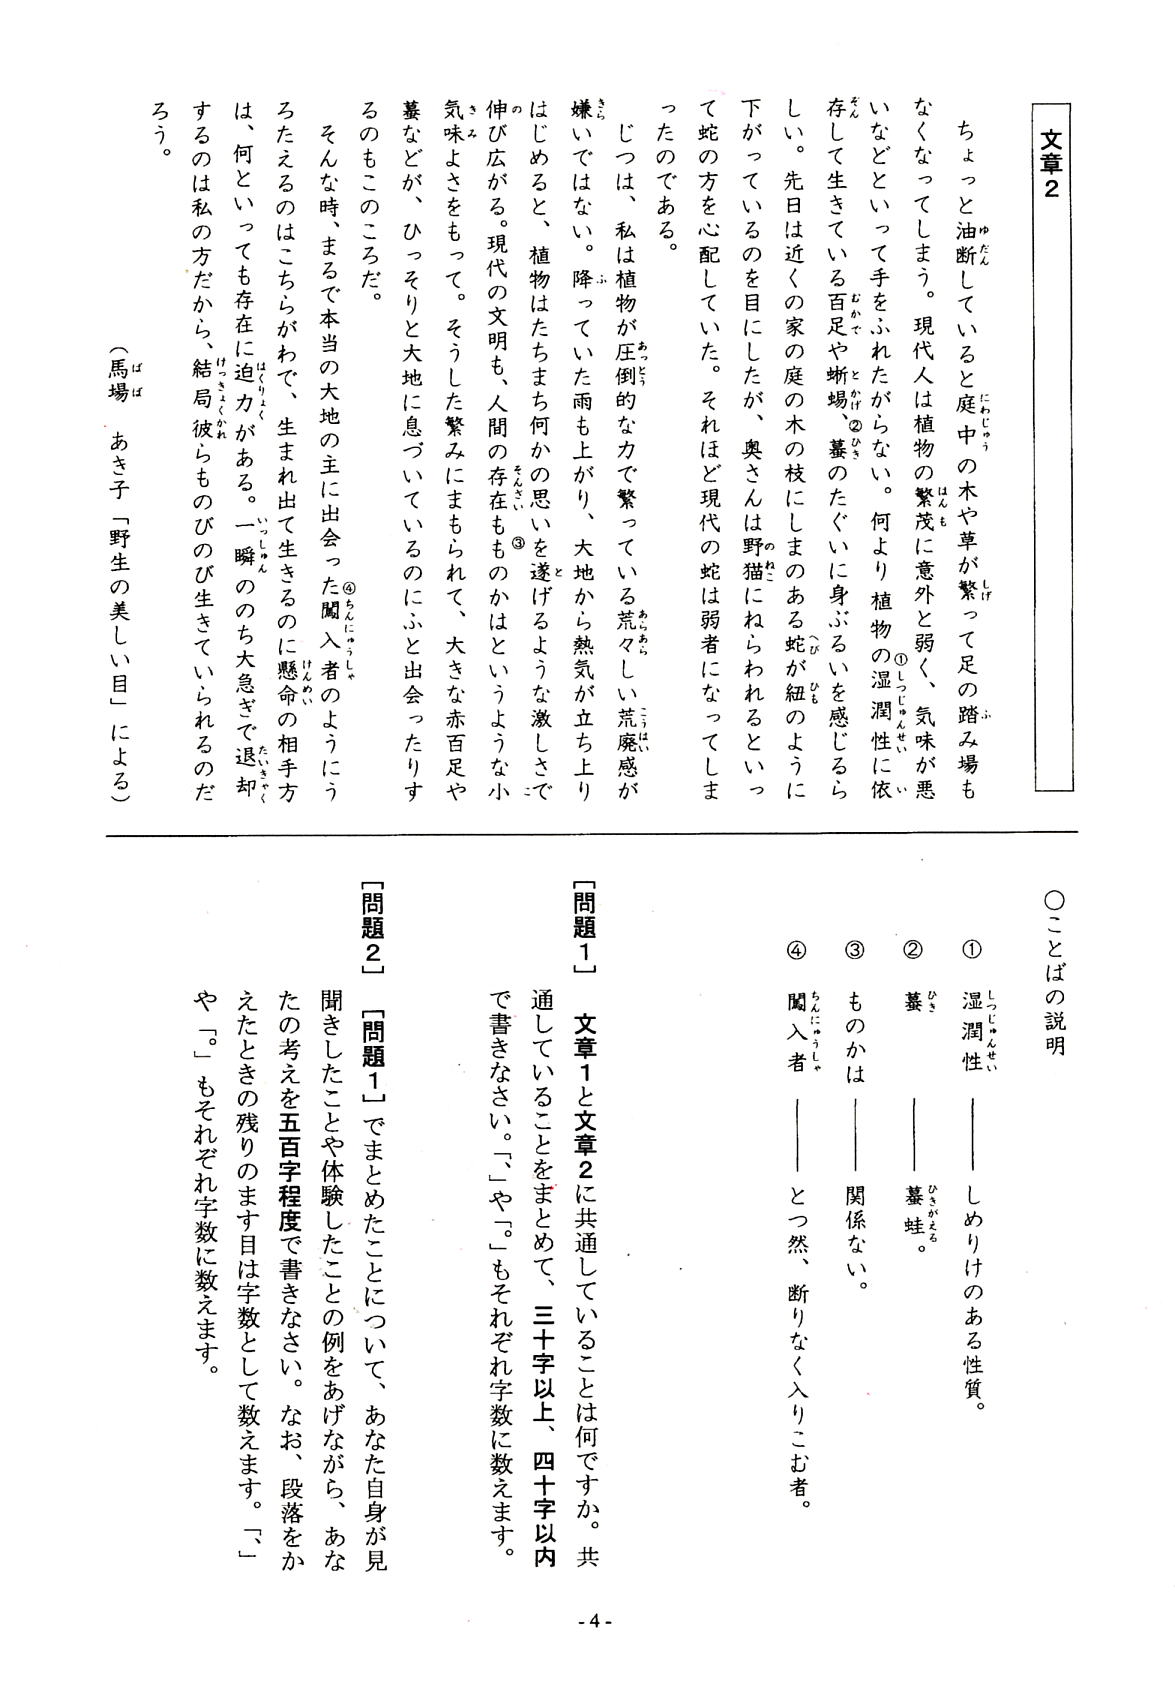 文章2
ちょっと油断していると庭中の木や草が繁って足の踏み場も
なくなってしまう。現代人は植物の繁茂に意外と弱く、気味が悪
いなどといって手をふれたがらない。何より植物の①湿潤性に依
存して生きている百足や蜥蜴、②蟇のたぐいに身ぶるいを感じるら
しい。先日は近くの家の庭の木の枝にしまのある蛇が紐のように
下がっているのを目にしたが、奥さんは野猫にねらわれるといっ
て蛇の方を心配していた。それほど現代の蛇は弱者になってしま
ったのである。
じつは、私は植物が圧倒的な力で繁っている荒々しい荒廃感が
嫌いではない。降っていた雨も上がり、大地から熱気が立ち上り
はじめると、植物はたちまち何かの思いを遂げるような激しさで
伸び広がる。現代の文明も、人間の存在も③ものかはというような小
気味よさをもって。そうした繁みにまもられて、大きな赤百足や
蟇などが、ひっそりと大地に息づいているのにふと出会ったりす
るのもこのころだ。
そんな時、まるで本当の大地の主に出会った④闖入者のようにう
ろたえるのはこちらがわで、生まれ出て生きるのに懸命の相手方
は、何といっても存在に迫力がある。一瞬ののち大急ぎで退却
するのは私の方だから、結局彼らものびのび生きていられるのだ
ろう。
（馬場　あき子「野生の美しい目」による）
○ことばの説明
①　湿潤性　――　しめりけのある性質。
②　蟇　――　蟇蛙。
③　ものかは　――　関係ない。
④　闖入者　――　とつ然、断りなく入りこむ者。
［問題1］　文章1と文章2に共通していることは何ですか。共
通していることをまとめて、三十字以上、四十字以内
で書きなさい。「、」や「。」もそれぞれ字数に数えます。
［問題2］　［問題1］でまとめたことについて、あなた自身が見
聞きしたことや体験したことの例をあげながら、あな
たの考えを五百字程度で書きなさい。なお、段落をか
えたときの残りのます目は字数として数えます。「、」
や「。」もそれぞれ字数に数えます。
- 4 -